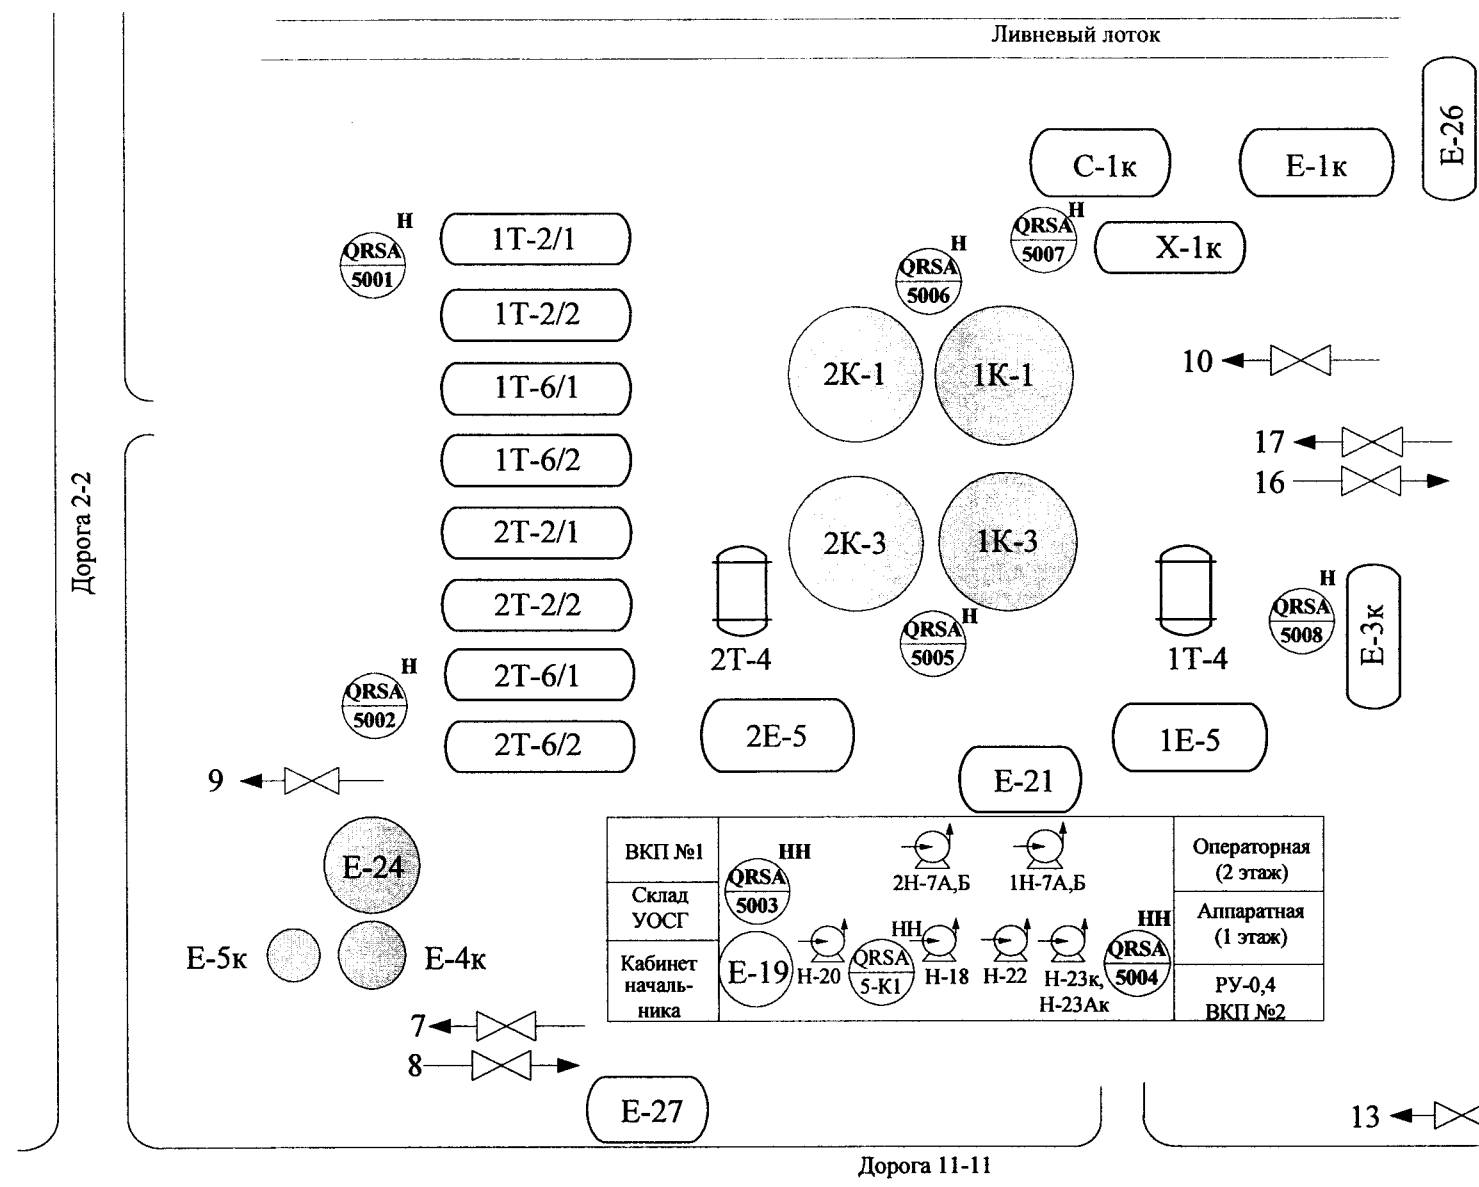 Ливневый лоток
Е-26
С-1к
Е-1к
Н
QRSA
5007
Х-1к
Н
QRSA
5001
1Т-2/1
Н
QRSA
5006
1Т-2/2
2К-1
1К-1
10
1Т-6/1
17
1Т-6/2
16
Дорога 2-2
2Т-2/1
2К-3
1К-3
2Т-2/2
Н
QRSA
5008
Е-3к
Н
QRSA
5005
2Т-4
1Т-4
Н
QRSA
5002
2Т-6/1
2Т-6/2
2Е-5
1Е-5
9
Е-21
Е-24
ВКП №1
НН
QRSA
5003
2Н-7А,Б
1Н-7А,Б
Операторная
(2 этаж)
Склад
УОСГ
Аппаратная
(1 этаж)
Е-5к
Е-4к
Кабинет
началь-
ника
Е-19
Н-20
НН
QRSA
5-К1
Н-18
Н-22
Н-23к,
Н-23Ак
НН
QRSA
5004
РУ-0,4
ВКП №2
7
8
Е-27
13
Дорога 11-11